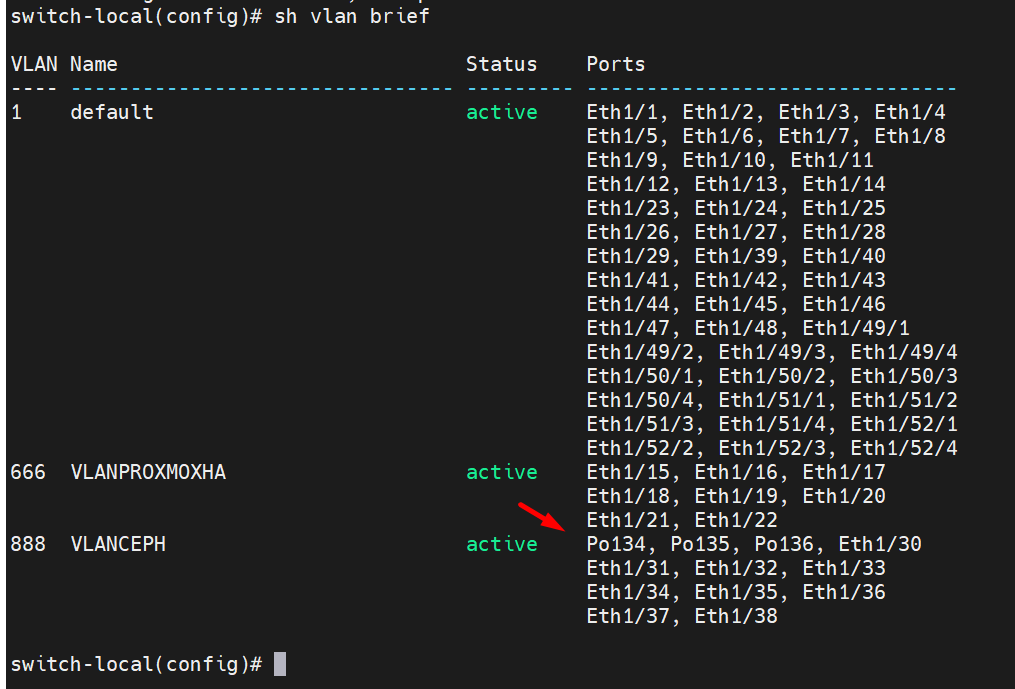 switch-local(config)# sh vlan brief
VLAN Name                             Status    Ports
---- -------------------------------- --------- -------------------------------
1    default                          active    Eth1/1, Eth1/2, Eth1/3, Eth1/4
                                                Eth1/5, Eth1/6, Eth1/7, Eth1/8
                                                Eth1/9, Eth1/10, Eth1/11
                                                Eth1/12, Eth1/13, Eth1/14
                                                Eth1/23, Eth1/24, Eth1/25
                                                Eth1/26, Eth1/27, Eth1/28
                                                Eth1/29, Eth1/39, Eth1/40
                                                Eth1/41, Eth1/42, Eth1/43
                                                Eth1/44, Eth1/45, Eth1/46
                                                Eth1/47, Eth1/48, Eth1/49/1
                                                Eth1/49/2, Eth1/49/3, Eth1/49/4
                                                Eth1/50/1, Eth1/50/2, Eth1/50/3
                                                Eth1/50/4, Eth1/51/1, Eth1/51/2
                                                Eth1/51/3, Eth1/51/4, Eth1/52/1
                                                Eth1/52/2, Eth1/52/3, Eth1/52/4
666  VLANPROXMOXHA                    active    Eth1/15, Eth1/16, Eth1/17
                                                Eth1/18, Eth1/19, Eth1/20
                                                Eth1/21, Eth1/22
888  VLANCEPH                         active    Po134, Po135, Po136, Eth1/30
                                                Eth1/31, Eth1/32, Eth1/33
                                                Eth1/34, Eth1/35, Eth1/36
                                                Eth1/37, Eth1/38
switch-local(config)#